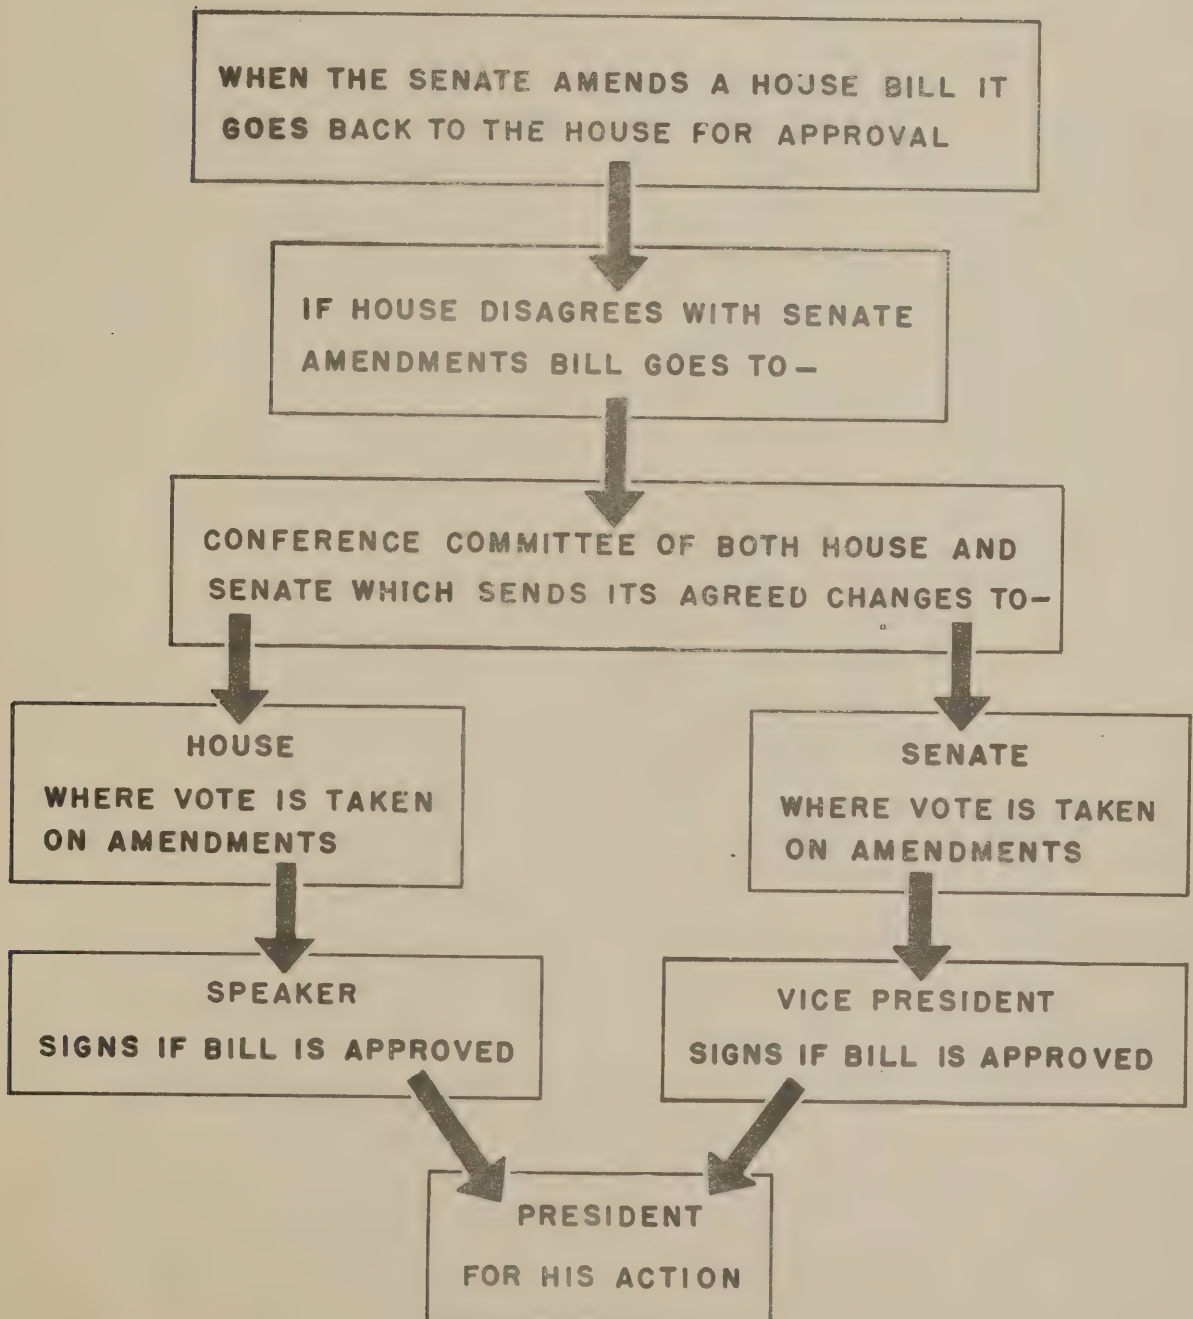 WHEN THE SENATE AMENDS A HOUSE BILL IT
GOES BACK TO THE HOUSE FOR APPROVAL
IF HOUSE DISAGREES WITH SENATE
AMENDMENTS BILL GOES TO—
CONFERENCE COMMITTEE OF BOTH HOUSE AND
SENATE WHICH SENDS ITS AGREED CHANGES TO—
HOUSE
WHERE VOTE IS TAKEN
ON AMENDMENTS
SENATE
WHERE VOTE IS TAKEN
ON AMENDMENTS
SPEAKER
SIGNS IF BILL IS APPROVED
VICE PRESIDENT
SIGNS IF BILL IS APPROVED
PRESIDENT
FOR HIS ACTION